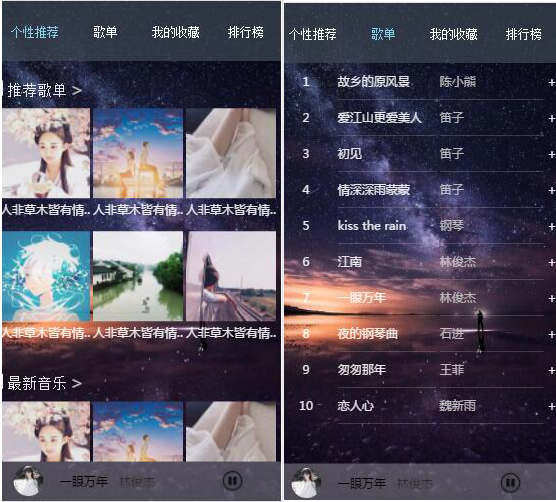 个性推荐 歌单 我的收藏 排行榜
推荐歌单 >
人非草木皆有情.. 人非草木皆有情.. 人非草木皆有情..
人非草木皆有情.. 人非草木皆有情.. 人非草木皆有情..
最新音乐 >
一眼万年 林俊杰
个性推荐 歌单 我的收藏 排行榜
1 故乡的原风景 陈小熊 +
2 爱江山更爱美人 笛子 +
3 初见 笛子 +
4 情深深雨蒙蒙 笛子 +
5 kiss the rain 钢琴 +
6 江南 林俊杰 +
7 一眼万年 林俊杰 +
8 夜的钢琴曲 石进 +
9 匆匆那年 王菲 +
10 恋人心 魏新雨 +
一眼万年 林俊杰